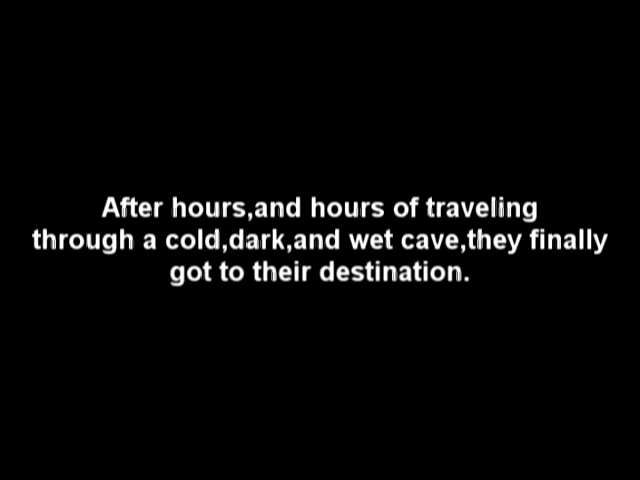 After hours,and hours of traveling
through a cold,dark,and wet cave,they finally
got to their destination.